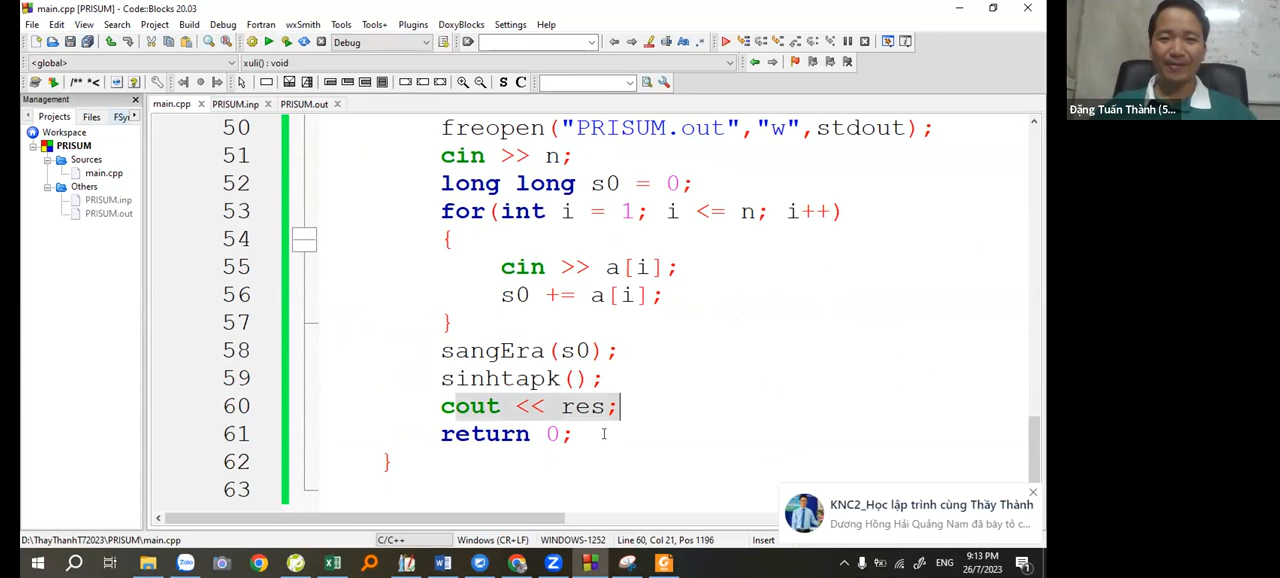 main.cpp [PRISUM] - Code::Blocks 20.03
File Edit View Search Project Build Debug Fortran wxSmith Tools Tools+ Plugins DoxyBlocks Settings Help
Debug
<global>
xuli() : void
/** *<
S C
Management
Projects Files FSy
Workspace
PRISUM
Sources
main.cpp
Others
PRISUM.inp
PRISUM.out
main.cpp PRISUM.inp PRISUM.out
50 freopen("PRISUM.out","w",stdout);
51 cin >> n;
52 long long s0 = 0;
53 for(int i = 1; i <= n; i++)
54 {
55 cin >> a[i];
56 s0 += a[i];
57 }
58 sangEra(s0);
59 sinhtapk();
60 cout << res;
61 return 0;
62 }
63
Đặng Tuấn Thành (5...
KNC2_Học lập trình cùng Thầy Thành
Dương Hồng Hải Quảng Nam đã bày tỏ c...
D:\ThayThanhT72023\PRISUM\main.cpp C/C++ Windows (CR+LF) WINDOWS-1252 Line 60, Col 21, Pos 1196 Insert
Zalo
ENG
9:13 PM
26/7/2023